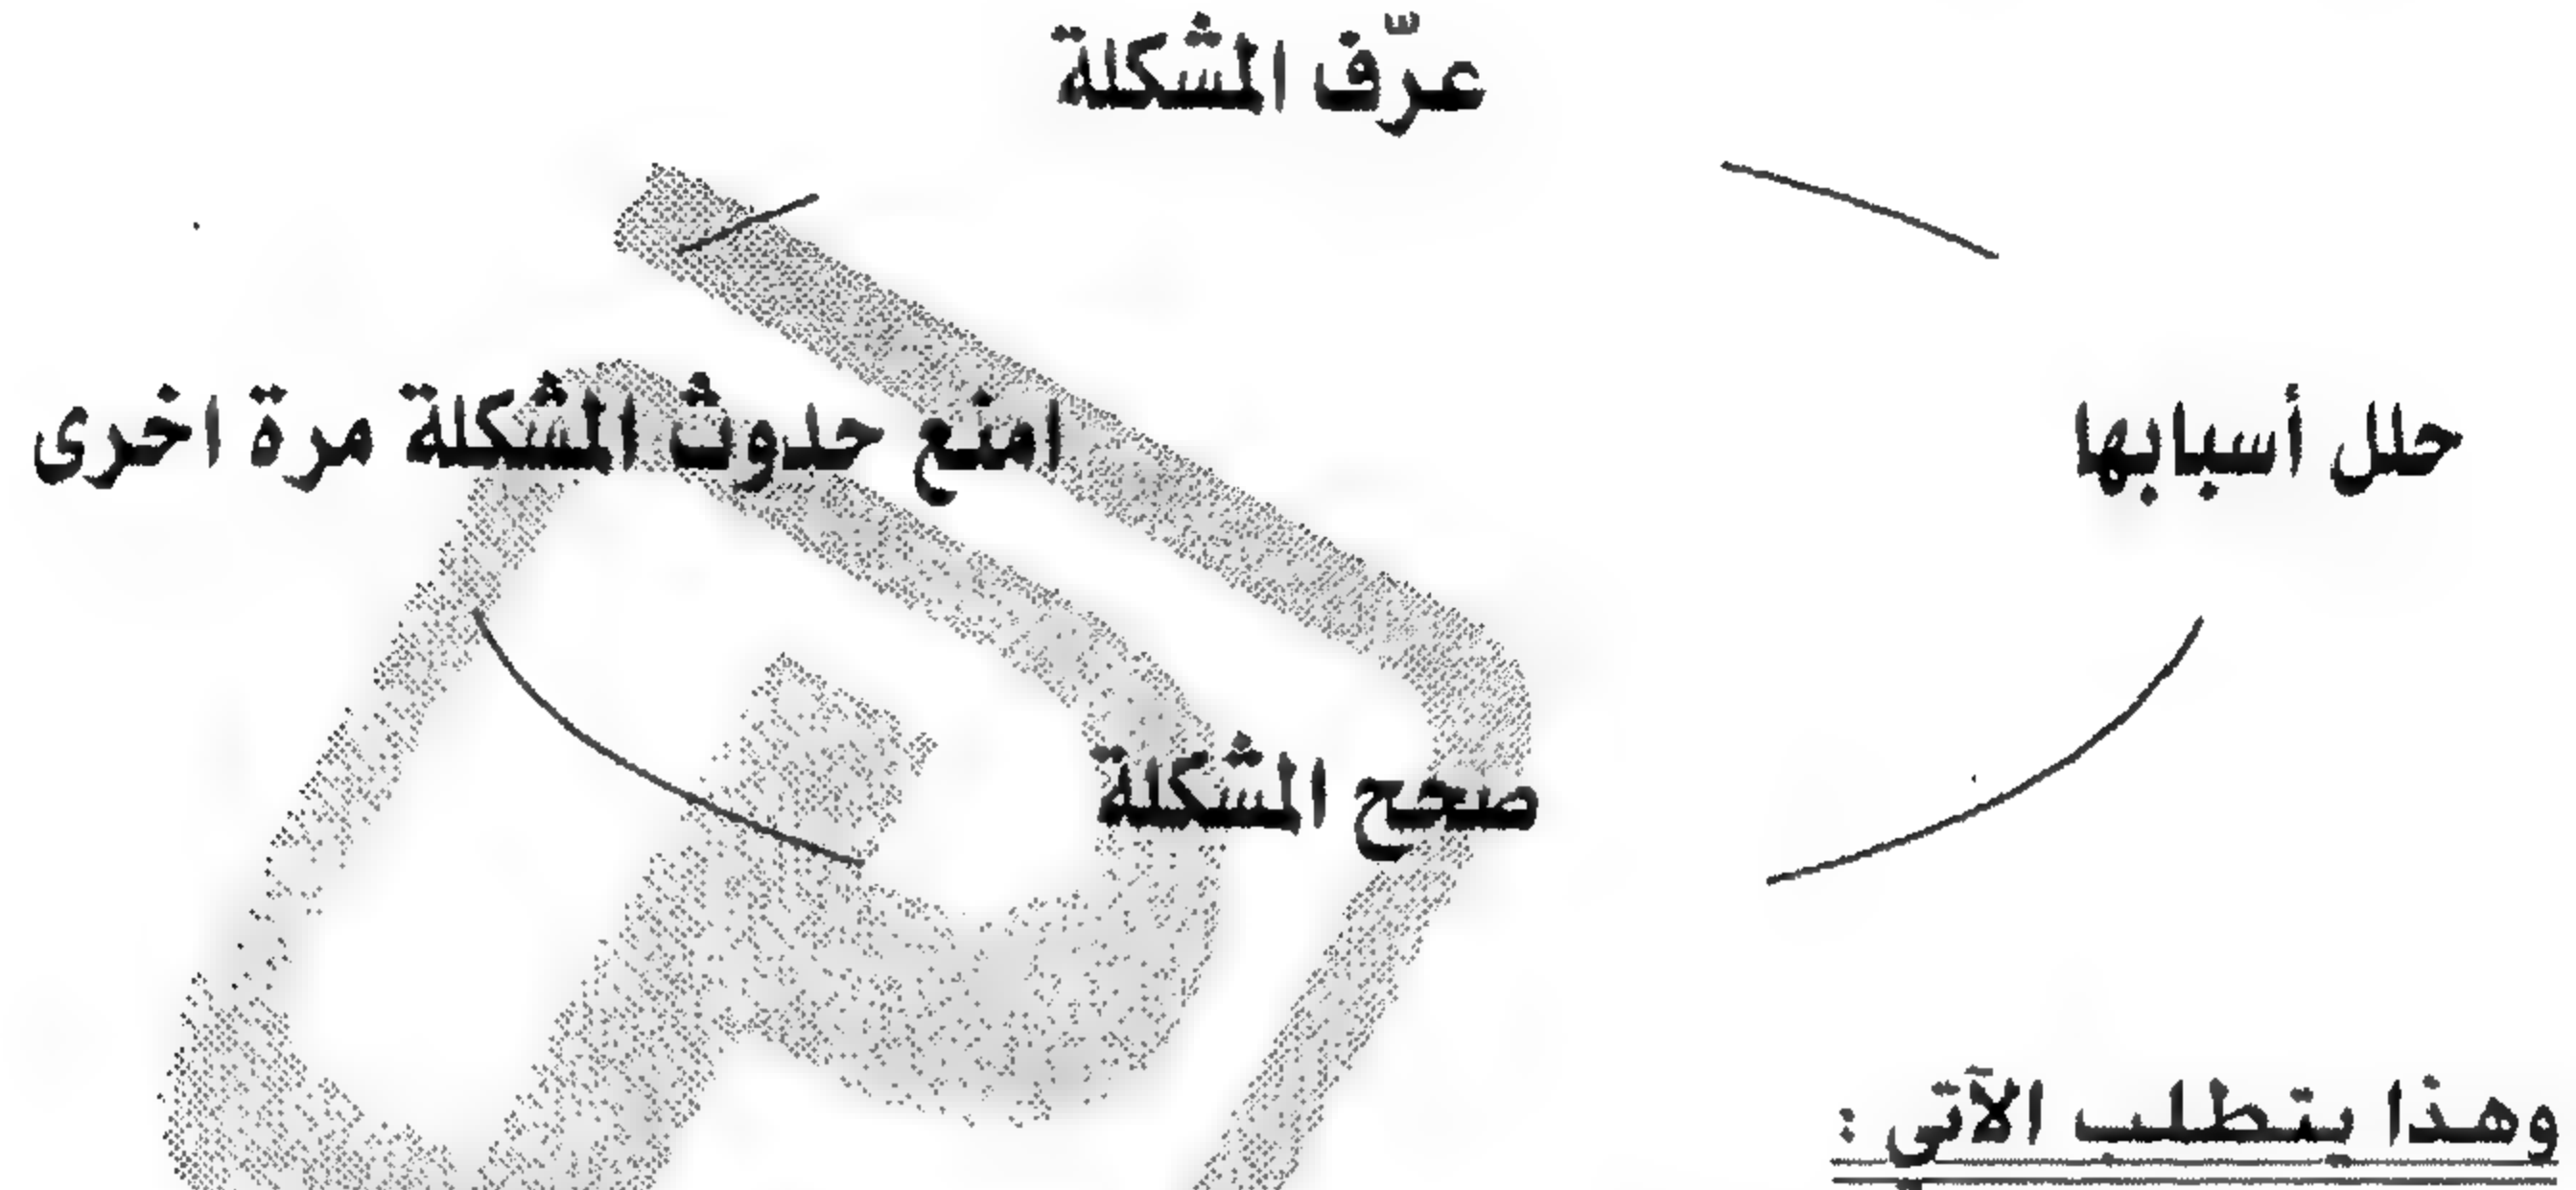 عرّف المشكلة
حلل أسبابها
امنع حدوث المشكلة مرة اخرى
صحح المشكلة
وهذا يتطلب الآتي :